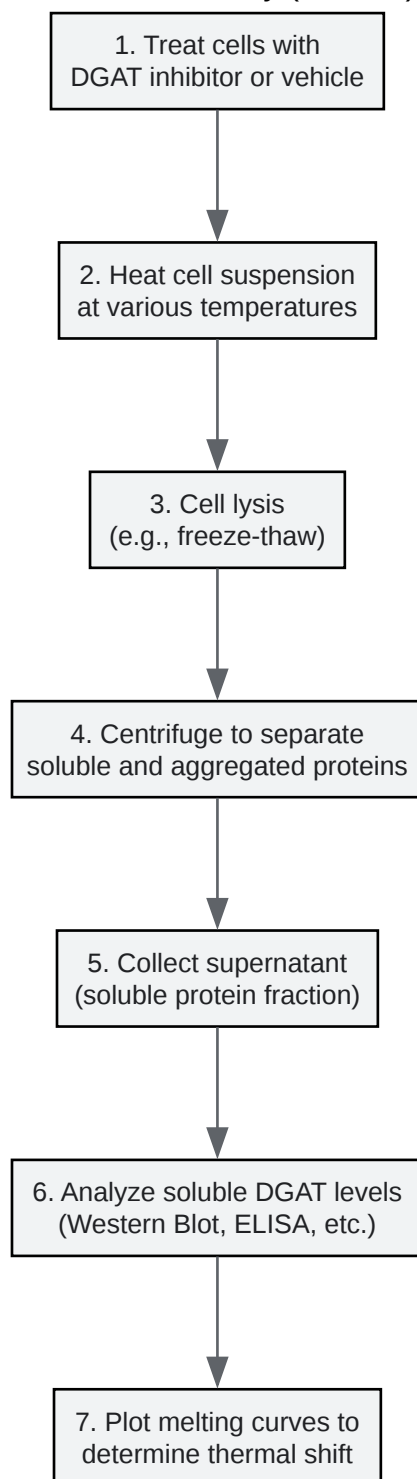 1. Treat cells with
DGAT inhibitor or vehicle
2. Heat cell suspension
at various temperatures
3. Cell lysis
(e.g., freeze-thaw)
4. Centrifuge to separate
soluble and aggregated proteins
5. Collect supernatant
(soluble protein fraction)
6. Analyze soluble DGAT levels
(Western Blot, ELISA, etc.)
7. Plot melting curves to
determine thermal shift